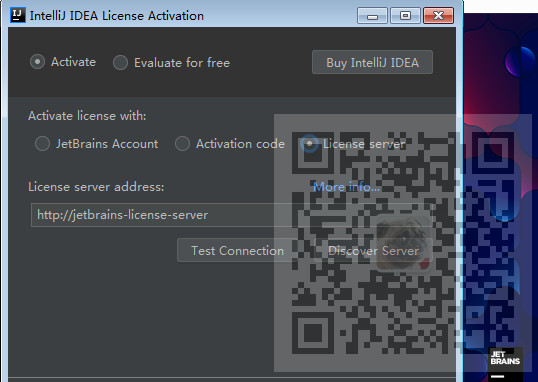 IJ
IntelliJ IDEA License Activation
Activate
Evaluate for free
Buy IntelliJ IDEA
Activate license with:
JetBrains Account
Activation code
License server
License server address:
More info...
http://jetbrains-license-server
Test Connection
Discover Server
JET
BRAINS